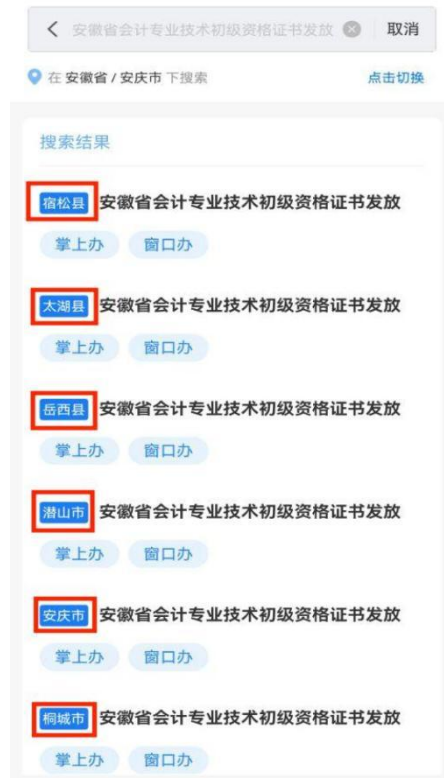 安徽省会计专业技术初级资格证书发放 取消
在 安徽省 / 安庆市 下搜索 点击切换
搜索结果
宿松县 安徽省会计专业技术初级资格证书发放
掌上办 窗口办
太湖县 安徽省会计专业技术初级资格证书发放
掌上办 窗口办
岳西县 安徽省会计专业技术初级资格证书发放
掌上办 窗口办
潜山市 安徽省会计专业技术初级资格证书发放
掌上办 窗口办
安庆市 安徽省会计专业技术初级资格证书发放
掌上办 窗口办
桐城市 安徽省会计专业技术初级资格证书发放
掌上办 窗口办